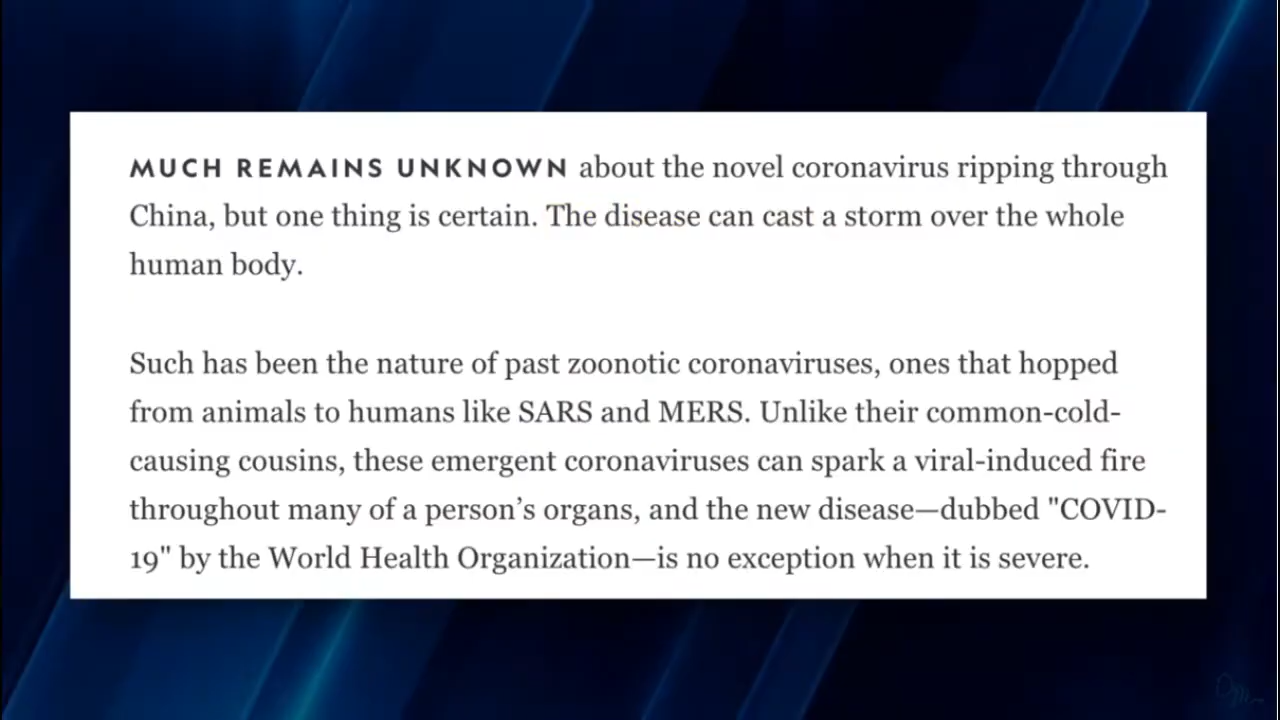 MUCH REMAINS UNKNOWN about the novel coronavirus ripping through
China, but one thing is certain. The disease can cast a storm over the whole
human body.
Such has been the nature of past zoonotic coronaviruses, ones that hopped
from animals to humans like SARS and MERS. Unlike their common-cold-
causing cousins, these emergent coronaviruses can spark a viral-induced fire
throughout many of a person’s organs, and the new disease—dubbed "COVID-
19" by the World Health Organization—is no exception when it is severe.